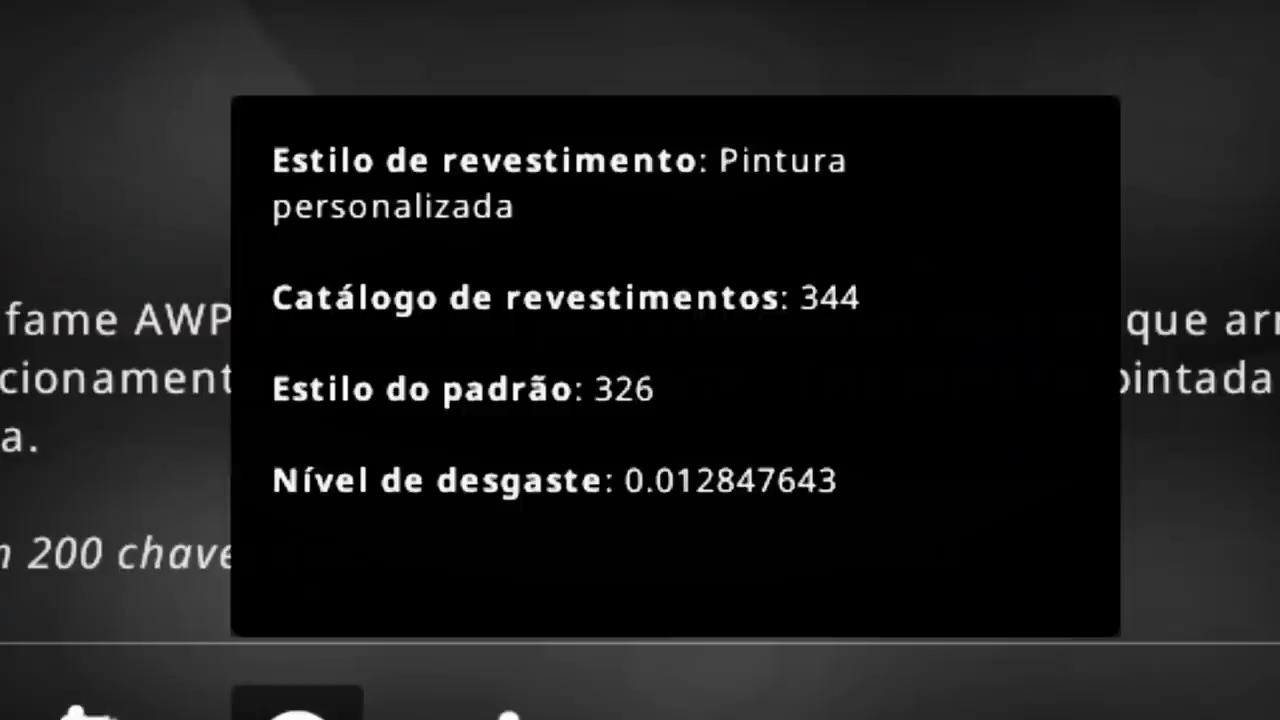 Estilo de revestimento: Pintura
personalizada
Catálogo de revestimentos: 344
fame AWP
que arr
cionament
pintada
Estilo do padrão: 326
a.
Nível de desgaste: 0.012847643
n 200 chave